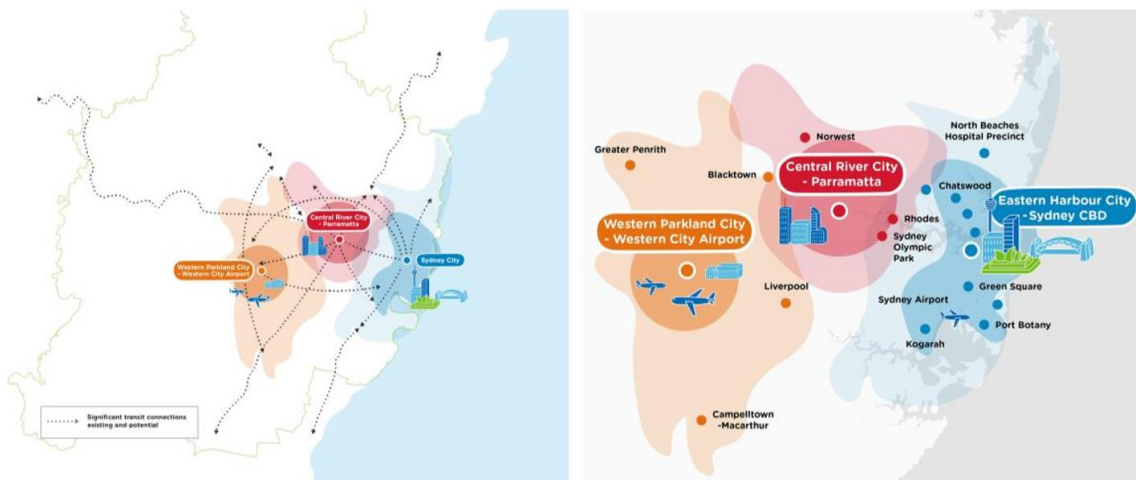 Central River City
- Parramatta
Western Parkland City
- Western City Airport
Sydney City
Significant transit connections
existing and potential
North Beaches
Hospital Precinct
Norwest
Greater Penrith
Blacktown
Central River City
- Parramatta
Chatswood
Eastern Harbour City
-Sydney CBD
Rhodes
Sydney
Olympic
Park
Western Parkland City
- Western City Airport
Liverpool
Green Square
Sydney Airport
Port Botany
Kogarah
Campelltown
-Macarthur